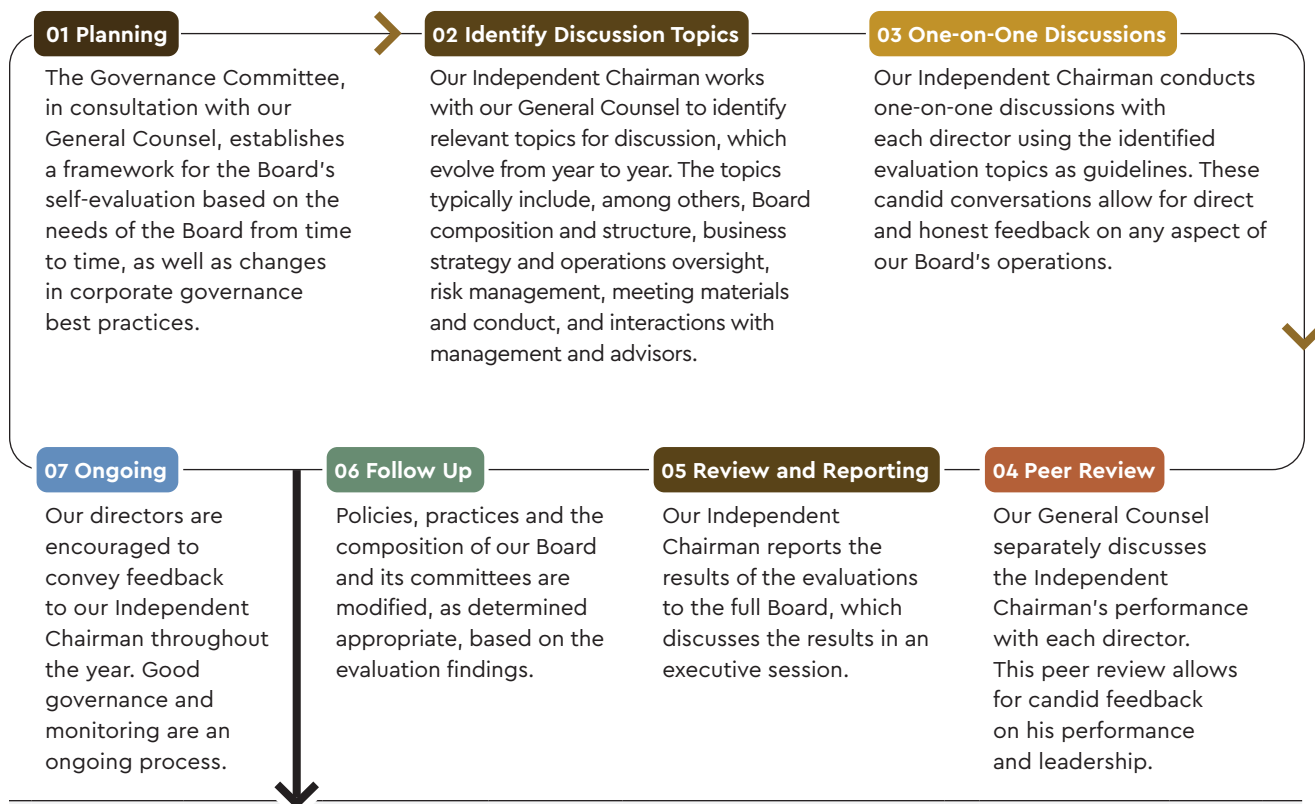 01 Planning
The Governance Committee,
in consultation with our
General Counsel, establishes
a framework for the Board's
self-evaluation based on the
needs of the Board from time
to time, as well as changes
in corporate governance
best practices.
02 Identify Discussion Topics
Our Independent Chairman works
with our General Counsel to identify
relevant topics for discussion, which
evolve from year to year. The topics
typically include, among others, Board
composition and structure, business
strategy and operations oversight,
risk management, meeting materials
and conduct, and interactions with
management and advisors.
03 One-on-One Discussions
Our Independent Chairman conducts
one-on-one discussions with
each director using the identified
evaluation topics as guidelines. These
candid conversations allow for direct
and honest feedback on any aspect of
our Board's operations.
04 Peer Review
Our General Counsel
separately discusses
the Independent
Chairman's performance
with each director.
This peer review allows
for candid feedback
on his performance
and leadership.
05 Review and Reporting
Our Independent
Chairman reports the
results of the evaluations
to the full Board, which
discusses the results in an
executive session.
06 Follow Up
Policies, practices and the
composition of our Board
and its committees are
modified, as determined
appropriate, based on the
evaluation findings.
07 Ongoing
Our directors are
encouraged to
convey feedback
to our Independent
Chairman throughout
the year. Good
governance and
monitoring are an
ongoing process.